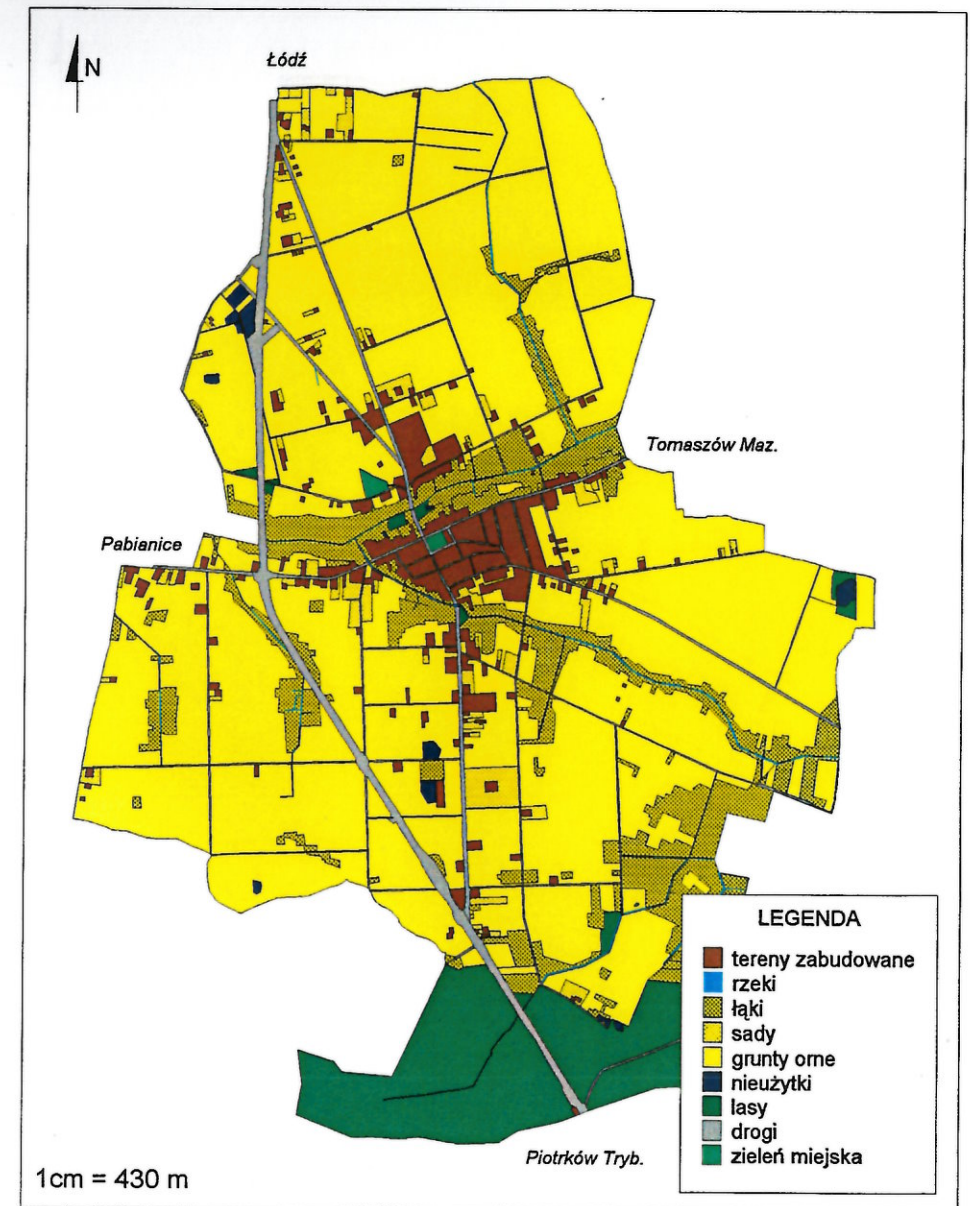 N
Łódź
Tomaszów Maz.
Pabianice
LEGENDA
tereny zabudowane
rzeki
łąki
sady
grunty orne
nieużytki
lasy
drogi
zieleń miejska
Piotrków Tryb.
1cm = 430 m